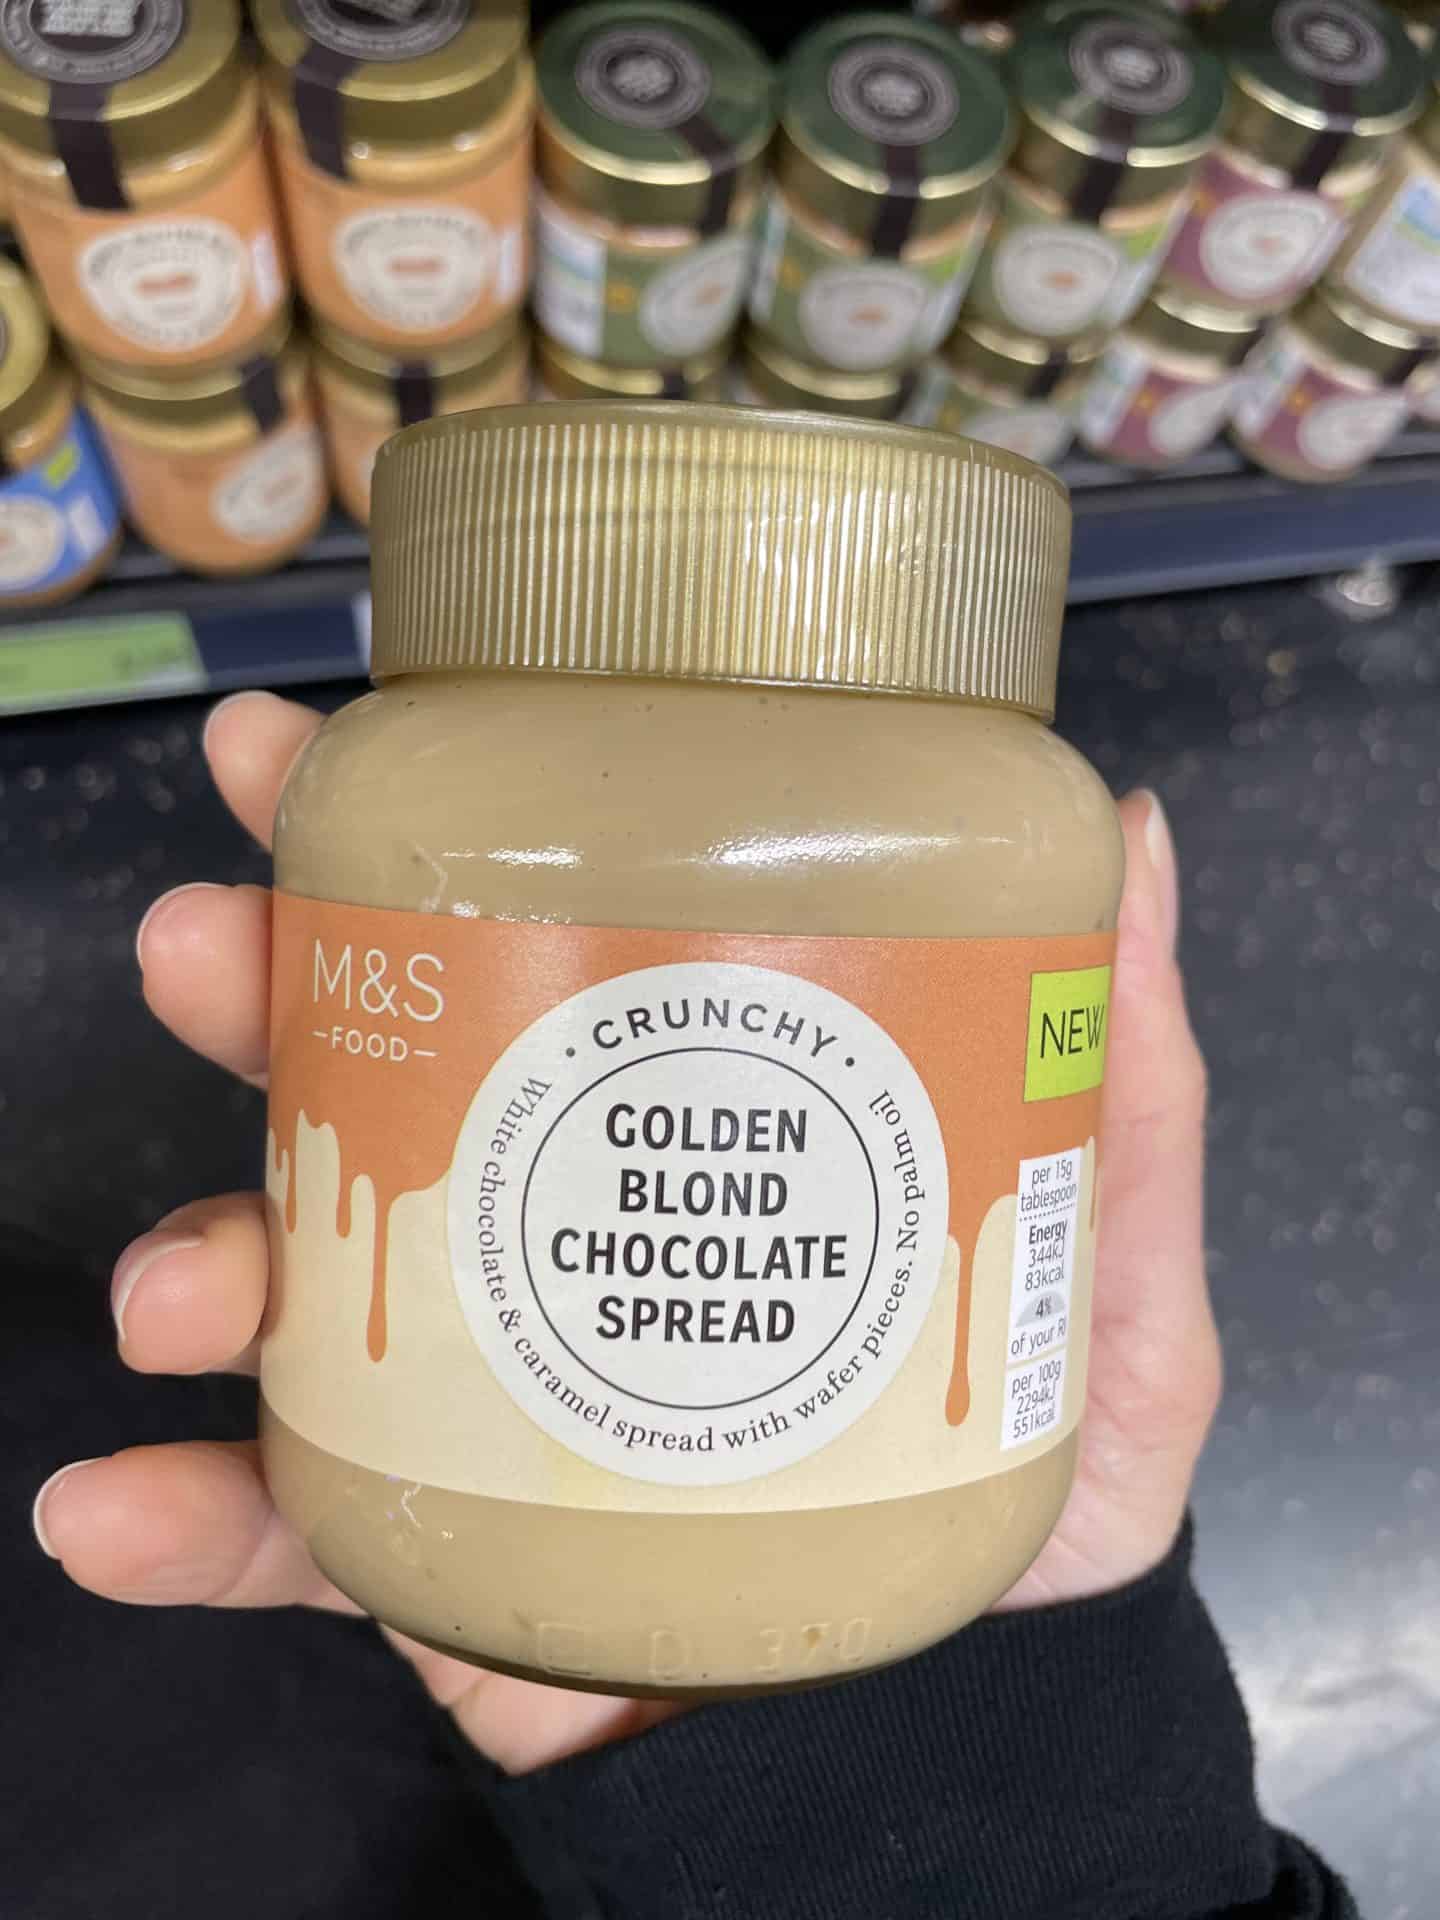 M&S
-FOOD-
· CRUNCHY ·
GOLDEN
BLOND
CHOCOLATE
SPREAD
White chocolate & caramel spread with wafer pieces. No palm oil
NEW
per 15g
tablespoon
Energy
344kJ
83kcal
4%
of your RI
per 100g
2294kJ
551kcal
D 370